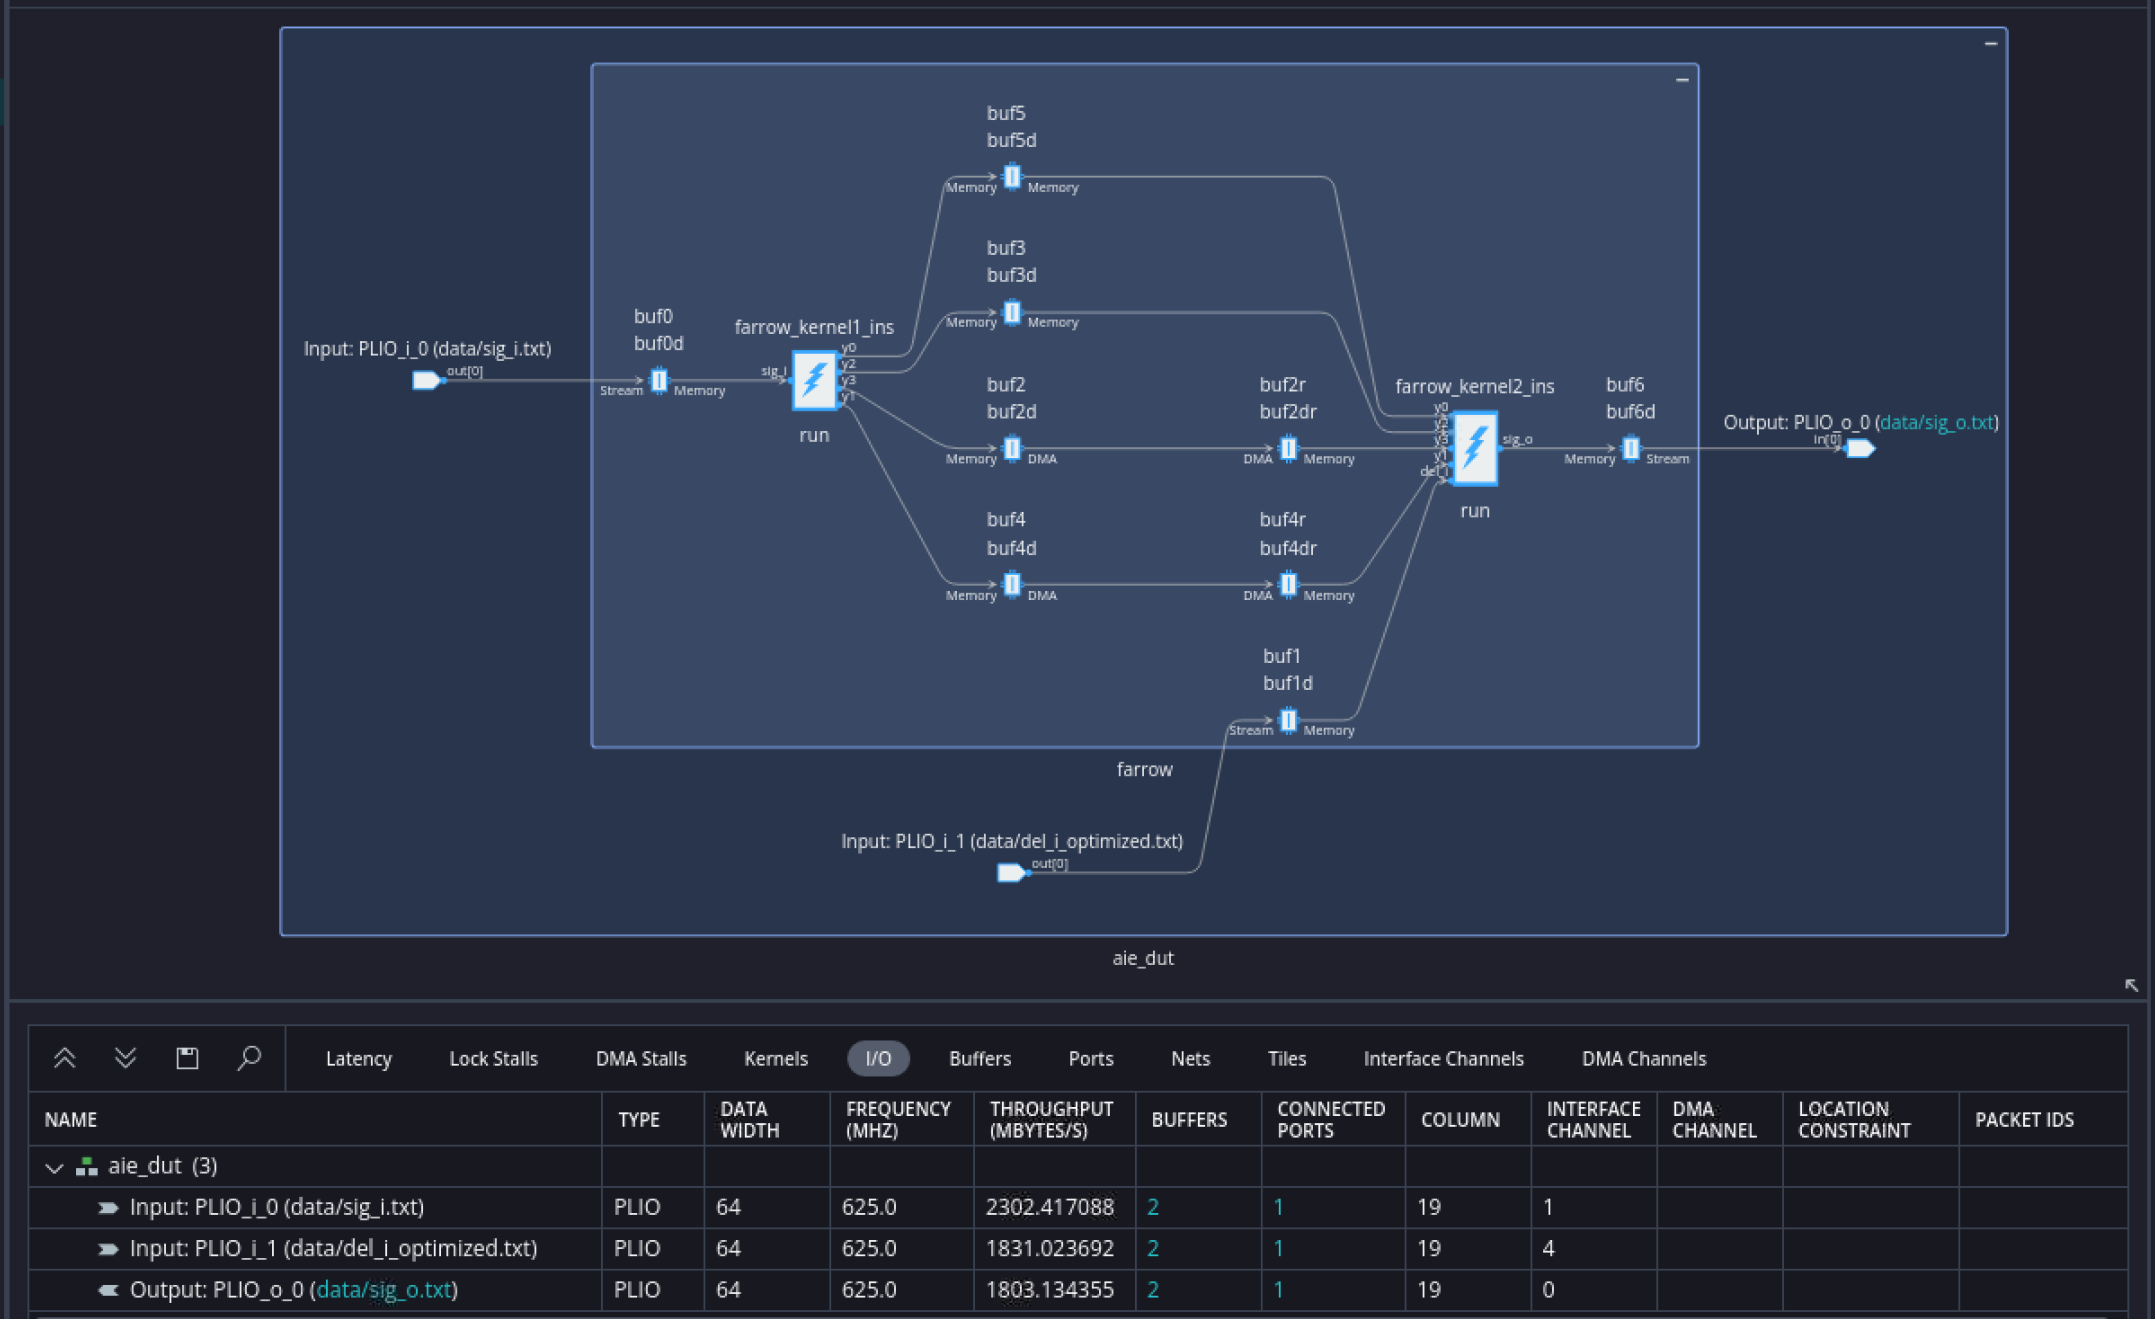 buf5
buf5d
Memory Memory
buf3
buf3d
Memory Memory
buf0
buf0d
farrow_kernel1_ins
Input: PLIO_i_0 (data/sig_i.txt)
out[0]
Stream Memory
sig_i
y0
y2
y3
y1
run
buf2
buf2d
Memory DMA
buf2r
buf2dr
DMA Memory
farrow_kernel2_ins
y0
y2
y3
y1
del_i
sig_o
run
buf6
buf6d
Memory Stream
Output: PLIO_o_0 (data/sig_o.txt)
in[0]
buf4
buf4d
Memory DMA
buf4r
buf4dr
DMA Memory
buf1
buf1d
Stream Memory
farrow
Input: PLIO_i_1 (data/del_i_optimized.txt)
out[0]
aie_dut
Latency Lock Stalls DMA Stalls Kernels I/O Buffers Ports Nets Tiles Interface Channels DMA Channels
NAME TYPE DATA WIDTH FREQUENCY (MHZ) THROUGHPUT (MBYTES/S) BUFFERS CONNECTED PORTS COLUMN INTERFACE CHANNEL DMA CHANNEL LOCATION CONSTRAINT PACKET IDS
aie_dut (3)
Input: PLIO_i_0 (data/sig_i.txt) PLIO 64 625.0 2302.417088 2 1 19 1
Input: PLIO_i_1 (data/del_i_optimized.txt) PLIO 64 625.0 1831.023692 2 1 19 4
Output: PLIO_o_0 (data/sig_o.txt) PLIO 64 625.0 1803.134355 2 1 19 0